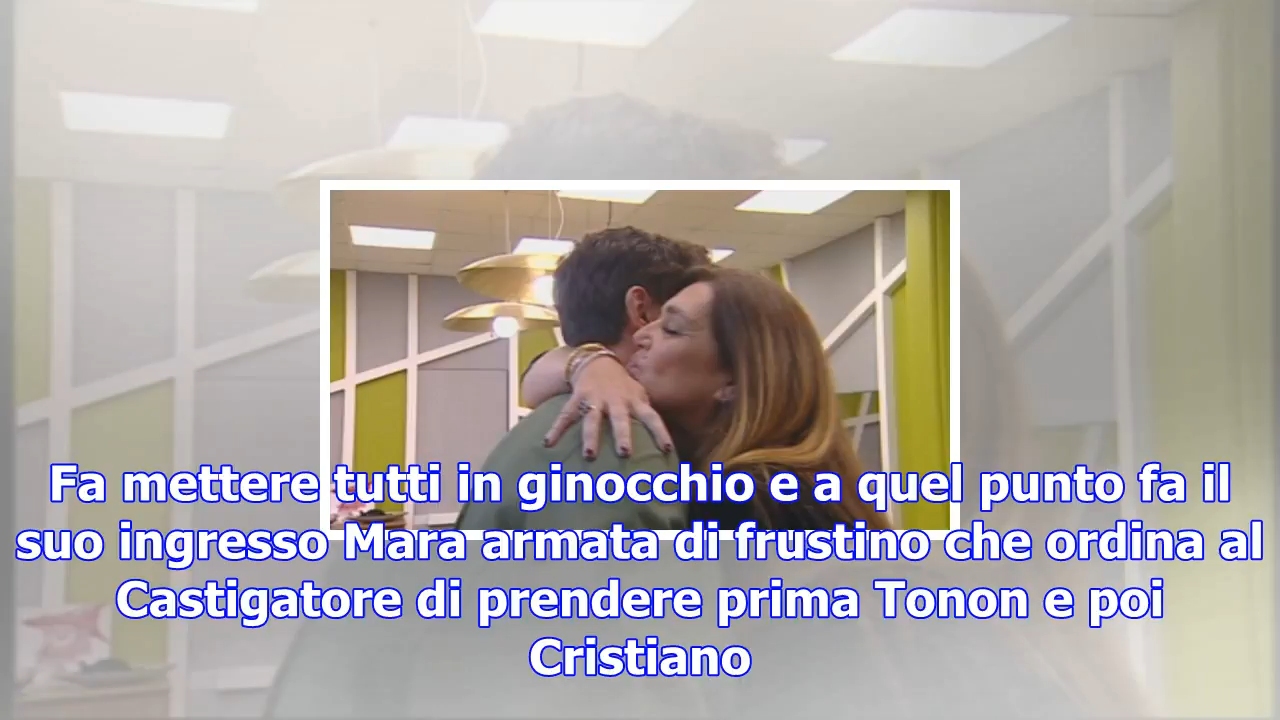 Fa mettere tutti in ginocchio e a quel punto fa il
suo ingresso Mara armata di frustino che ordina al
Castigatore di prendere prima Tonon e poi
Cristiano